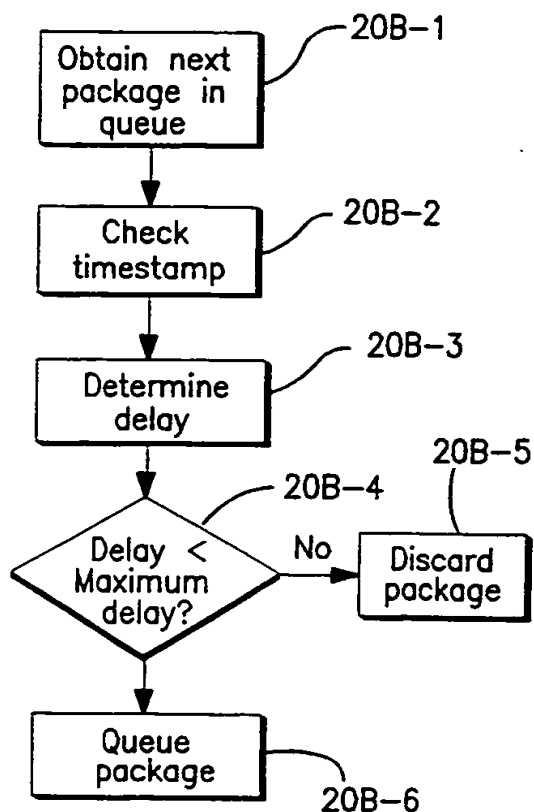 20B-1
Obtain next
package in
queue
20B-2
Check
timestamp
20B-3
Determine
delay
20B-4
20B-5
Delay <
Maximum
delay?
No
Discard
package
Queue
package
20B-6